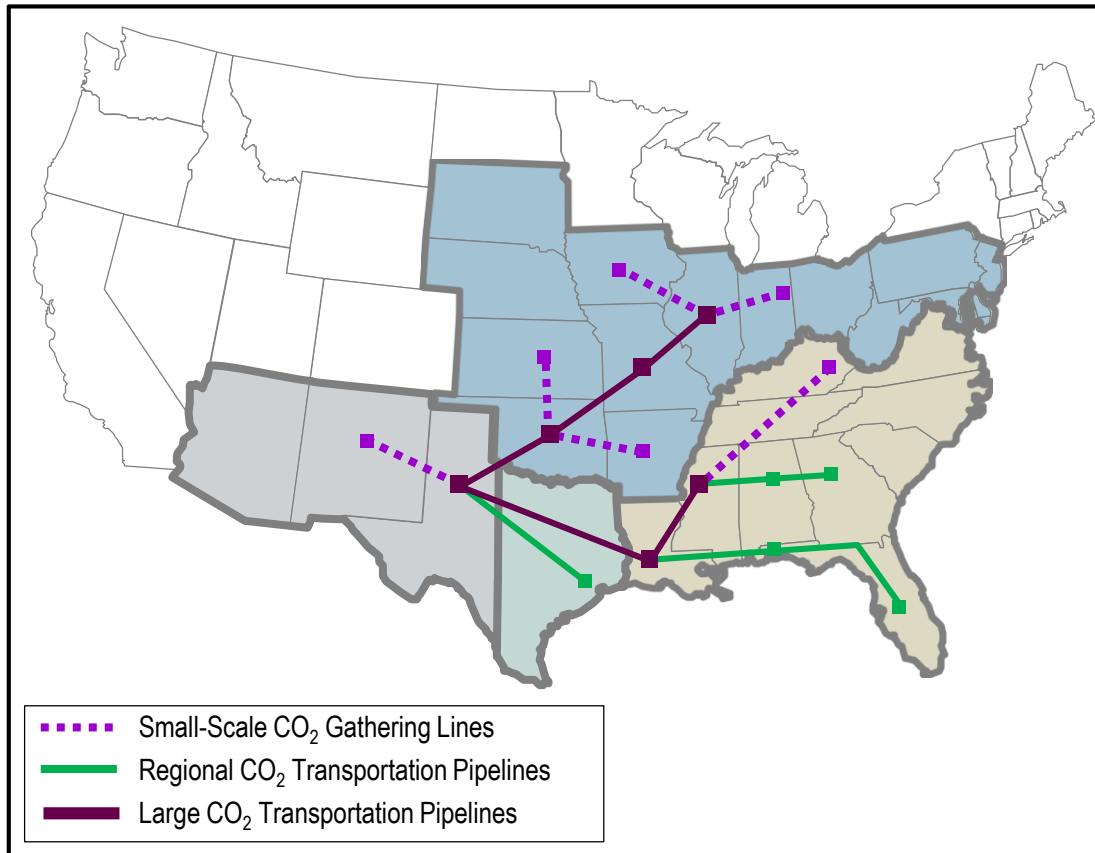 Small-Scale CO₂ Gathering Lines
Regional CO₂ Transportation Pipelines
Large CO₂ Transportation Pipelines